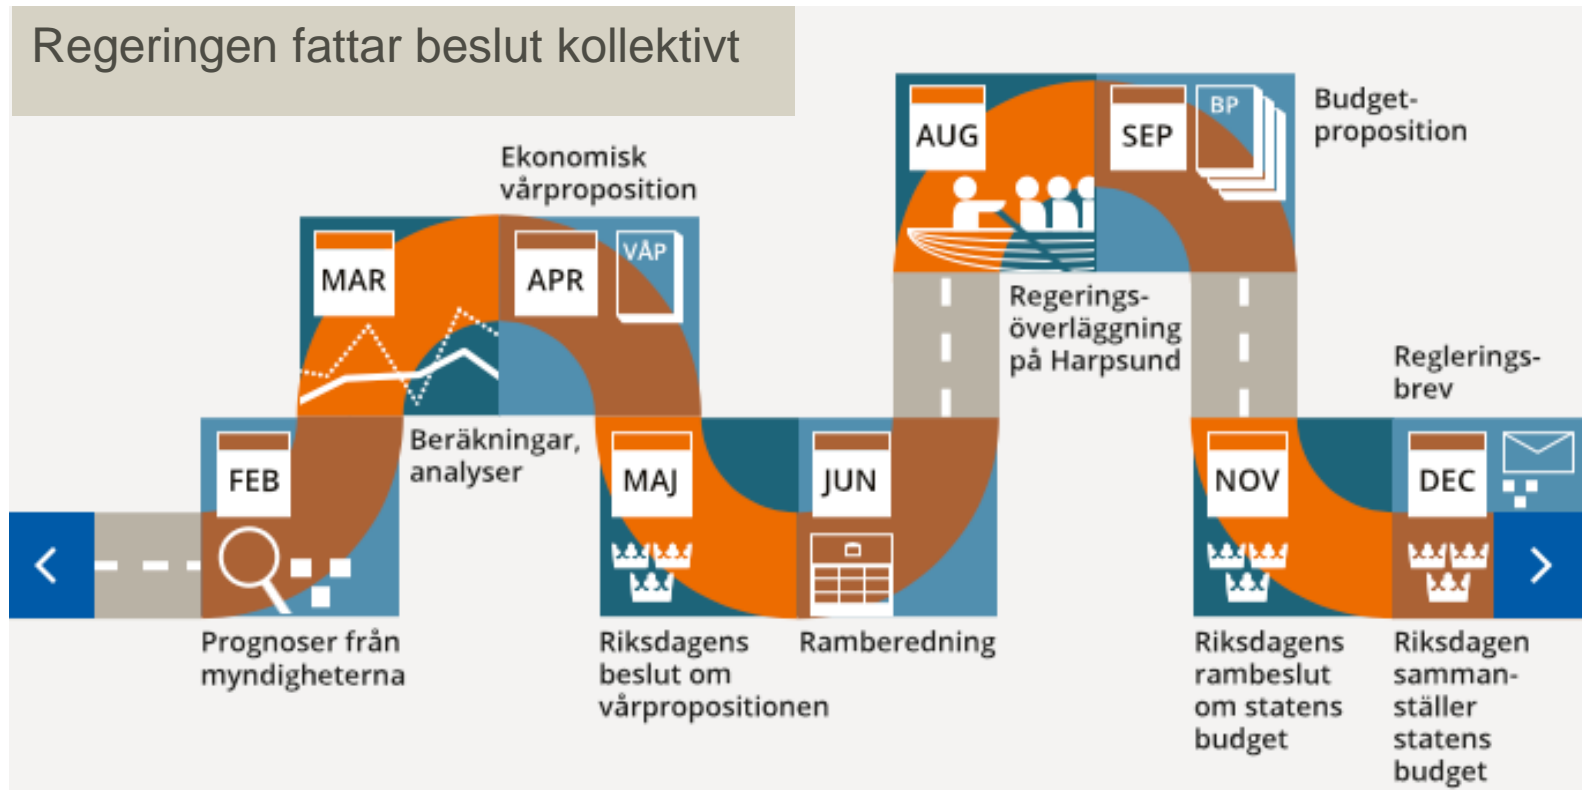 Regeringen fattar beslut kollektivt
FEB
Prognoser från
myndigheterna
MAR
Beräkningar,
analyser
Ekonomisk
vårproposition
APR
VÅP
MAJ
Riksdagens
beslut om
vårpropositionen
JUN
Ramberedning
AUG
Regerings-
överläggning
på Harpsund
SEP
BP
Budget-
proposition
NOV
Riksdagens
rambeslut
om statens
budget
Reglerings-
brev
DEC
Riksdagen
samman-
ställer
statens
budget